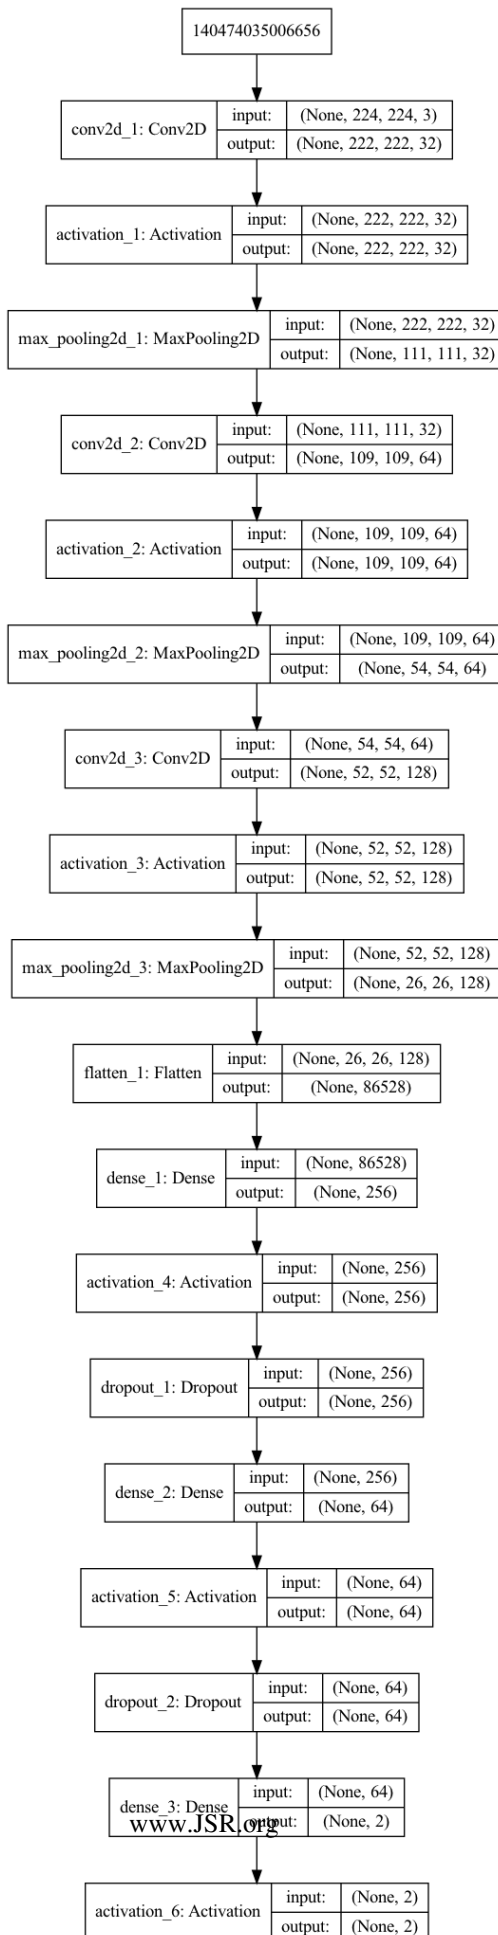 140474035006656
conv2d_1: Conv2D
input: (None, 224, 224, 3)
output: (None, 222, 222, 32)
activation_1: Activation
input: (None, 222, 222, 32)
output: (None, 222, 222, 32)
max_pooling2d_1: MaxPooling2D
input: (None, 222, 222, 32)
output: (None, 111, 111, 32)
conv2d_2: Conv2D
input: (None, 111, 111, 32)
output: (None, 109, 109, 64)
activation_2: Activation
input: (None, 109, 109, 64)
output: (None, 109, 109, 64)
max_pooling2d_2: MaxPooling2D
input: (None, 109, 109, 64)
output: (None, 54, 54, 64)
conv2d_3: Conv2D
input: (None, 54, 54, 64)
output: (None, 52, 52, 128)
activation_3: Activation
input: (None, 52, 52, 128)
output: (None, 52, 52, 128)
max_pooling2d_3: MaxPooling2D
input: (None, 52, 52, 128)
output: (None, 26, 26, 128)
flatten_1: Flatten
input: (None, 26, 26, 128)
output: (None, 86528)
dense_1: Dense
input: (None, 86528)
output: (None, 256)
activation_4: Activation
input: (None, 256)
output: (None, 256)
dropout_1: Dropout
input: (None, 256)
output: (None, 256)
dense_2: Dense
input: (None, 256)
output: (None, 64)
activation_5: Activation
input: (None, 64)
output: (None, 64)
dropout_2: Dropout
input: (None, 64)
output: (None, 64)
dense_3: Dense
input: (None, 64)
output: (None, 2)
www.JSR.org
activation_6: Activation
input: (None, 2)
output: (None, 2)